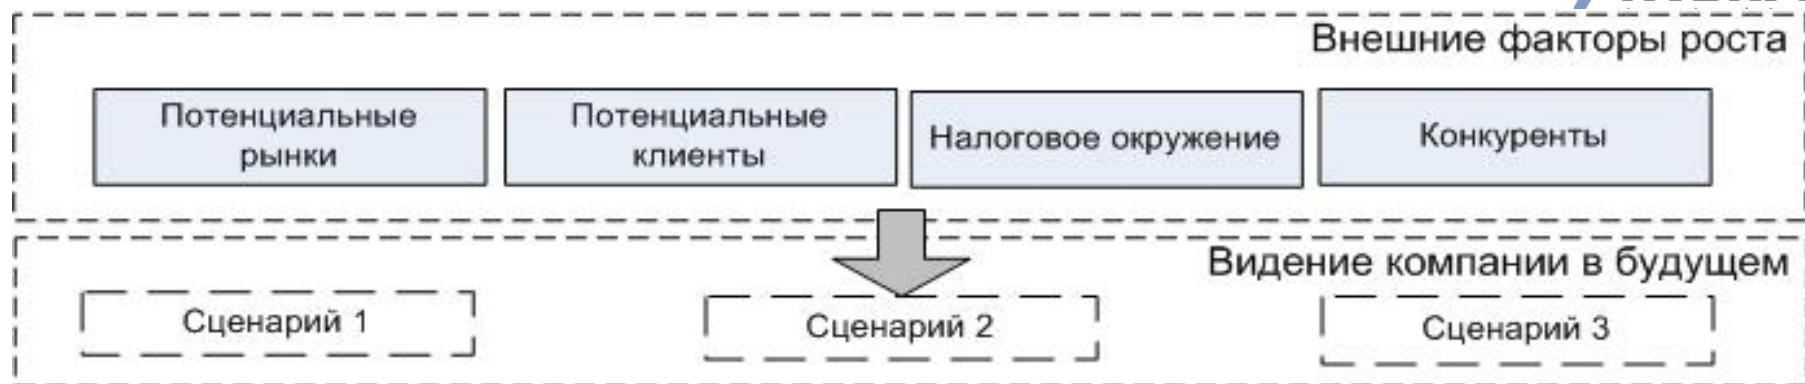 Внешние факторы роста
Потенциальные
рынки
Потенциальные
клиенты
Налоговое окружение
Конкуренты
Видение компании в будущем
Сценарий 1
Сценарий 2
Сценарий 3